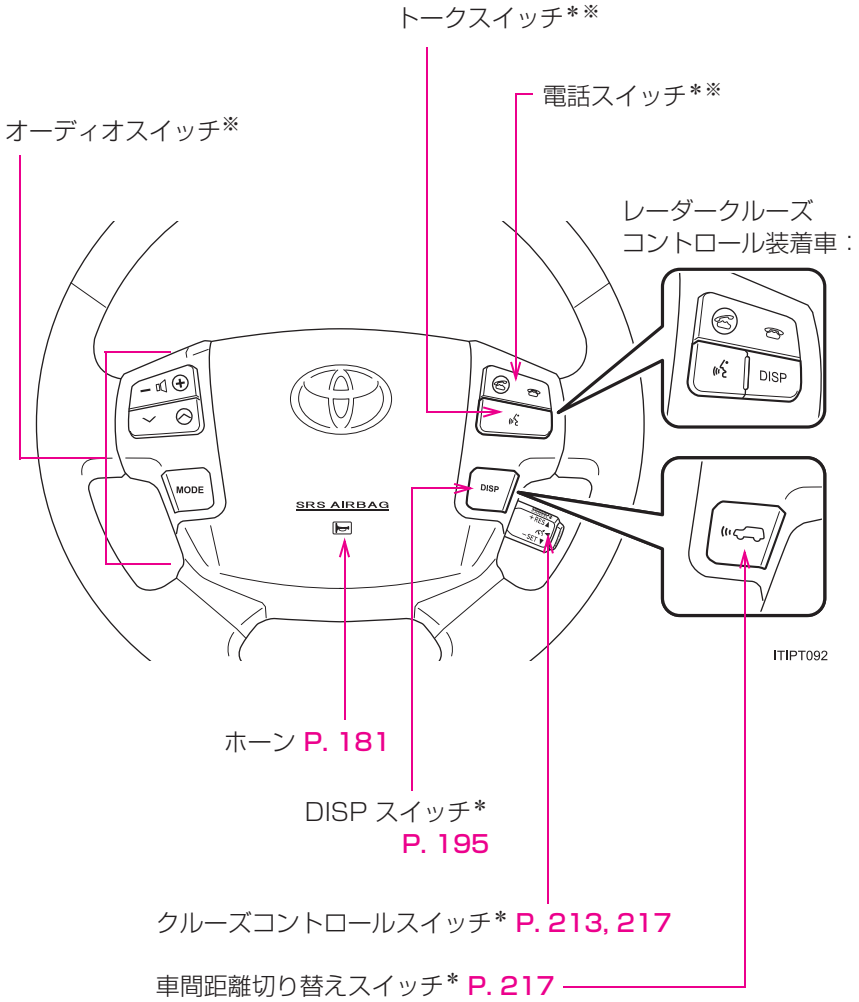 トークスイッチ*※
電話スイッチ*※
オーディオスイッチ※
レーダークルーズ
コントロール装着車：
DISP
MODE
DISP
SRS AIRBAG
+RES▲
−SET▼
ITIPT092
ホーン P. 181
DISP スイッチ*
P. 195
クルーズコントロールスイッチ* P. 213, 217
車間距離切り替えスイッチ* P. 217